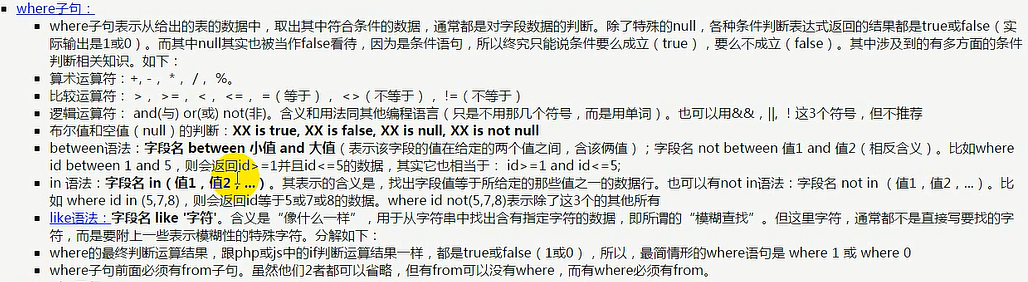 where子句：
where子句表示从给出的表的数据中，取出其中符合条件的数据，通常都是对字段数据的判断。除了特殊的null，各种条件判断表达式返回的结果都是true或false（实
际输出是1或0）。而其中null其实也被当作false看待，因为是条件语句，所以终究只能说条件要么成立（true），要么不成立（false）。其中涉及到的有多方面的条件
判断相关知识。如下：
算术运算符：+, - ， * ， / ， %。
比较运算符： > ， >= ， < ， <= ， =（等于）， <>（不等于）， !=（不等于）
逻辑运算符： and(与) or(或) not(非)。含义和用法同其他编程语言（只是不用那几个符号，而是用单词）。也可以用&&，||，! 这3个符号，但不推荐
布尔值和空值（null）的判断：XX is true, XX is false, XX is null, XX is not null
between语法：字段名 between 小值 and 大值（表示该字段的值在给定的两个值之间，含该俩值）；字段名 not between 值1 and 值2（相反含义）。比如where
id between 1 and 5，则会返回id>=1并且id<=5的数据，其实它也相当于： id>=1 and id<=5;
in 语法：字段名 in（值1，值2，...）。其表示的含义是，找出字段值等于所给定的那些值之一的数据行。也可以有not in语法：字段名 not in （值1，值2，...）。比
如 where id in (5,7,8)，则会返回id等于5或7或8的数据。where id not(5,7,8)表示除了这3个的其他所有
like语法：字段名 like '字符'。含义是“像什么一样”，用于从字符串中找出含有指定字符的数据，即所谓的“模糊查找”。但这里字符，通常都不是直接写要找的字
符，而是要附上一些表示模糊性的特殊字符。分解如下：
where的最终判断运算结果，跟php或js中的if判断运算结果一样，都是true或false（1或0），所以，最简情形的where语句是 where 1 或 where 0
where子句前面必须有from子句。虽然他们2者都可以省略，但有from可以没有where，而有where必须有from。